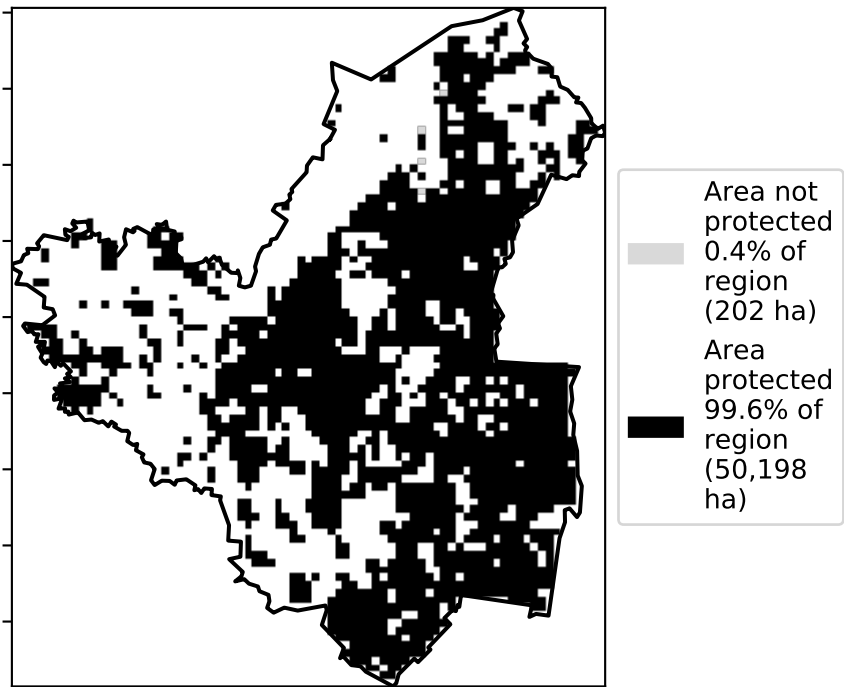 Area not
protected
0.4% of
region
(202 ha)
Area
protected
99.6% of
region
(50,198
ha)